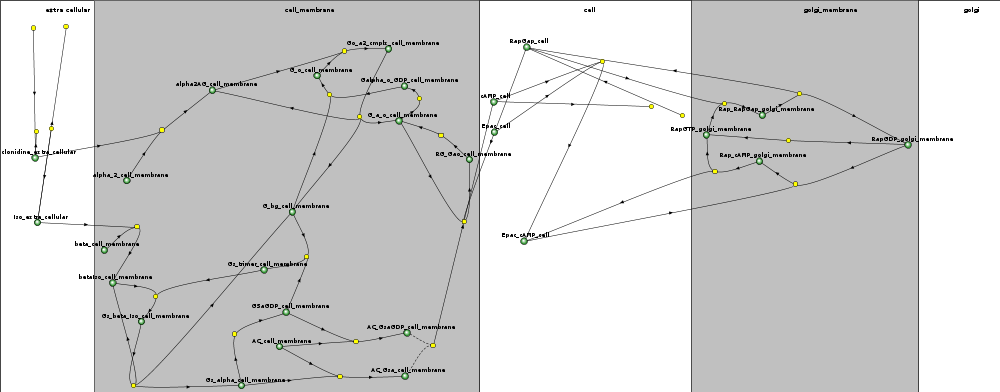 extra cellular
cell_membrane
cell
golgi_membrane
golgi
Go_a2_cmplx_cell_membrane
RapGap_cell
G_o_cell_membrane
Galpha_o_GDP_cell_membrane
alpha2AG_cell_membrane
cAMP_cell
Rap_RapGap_golgi_membrane
G_a_o_cell_membrane
Epac_cell
RapGTP_golgi_membrane
RapGDP_golgi_membrane
clonidine_extra_cellular
RG_Gao_cell_membrane
Rap_cAMP_golgi_membrane
alpha_2_cell_membrane
G_bg_cell_membrane
Iso_extra_cellular
Epac_cAMP_cell
beta_cell_membrane
Gs_trimer_cell_membrane
betaIso_cell_membrane
GSaGDP_cell_membrane
Gs_beta_Iso_cell_membrane
AC_GsaGDP_cell_membrane
AC_cell_membrane
AC_Gsa_cell_membrane
Gs_alpha_cell_membrane